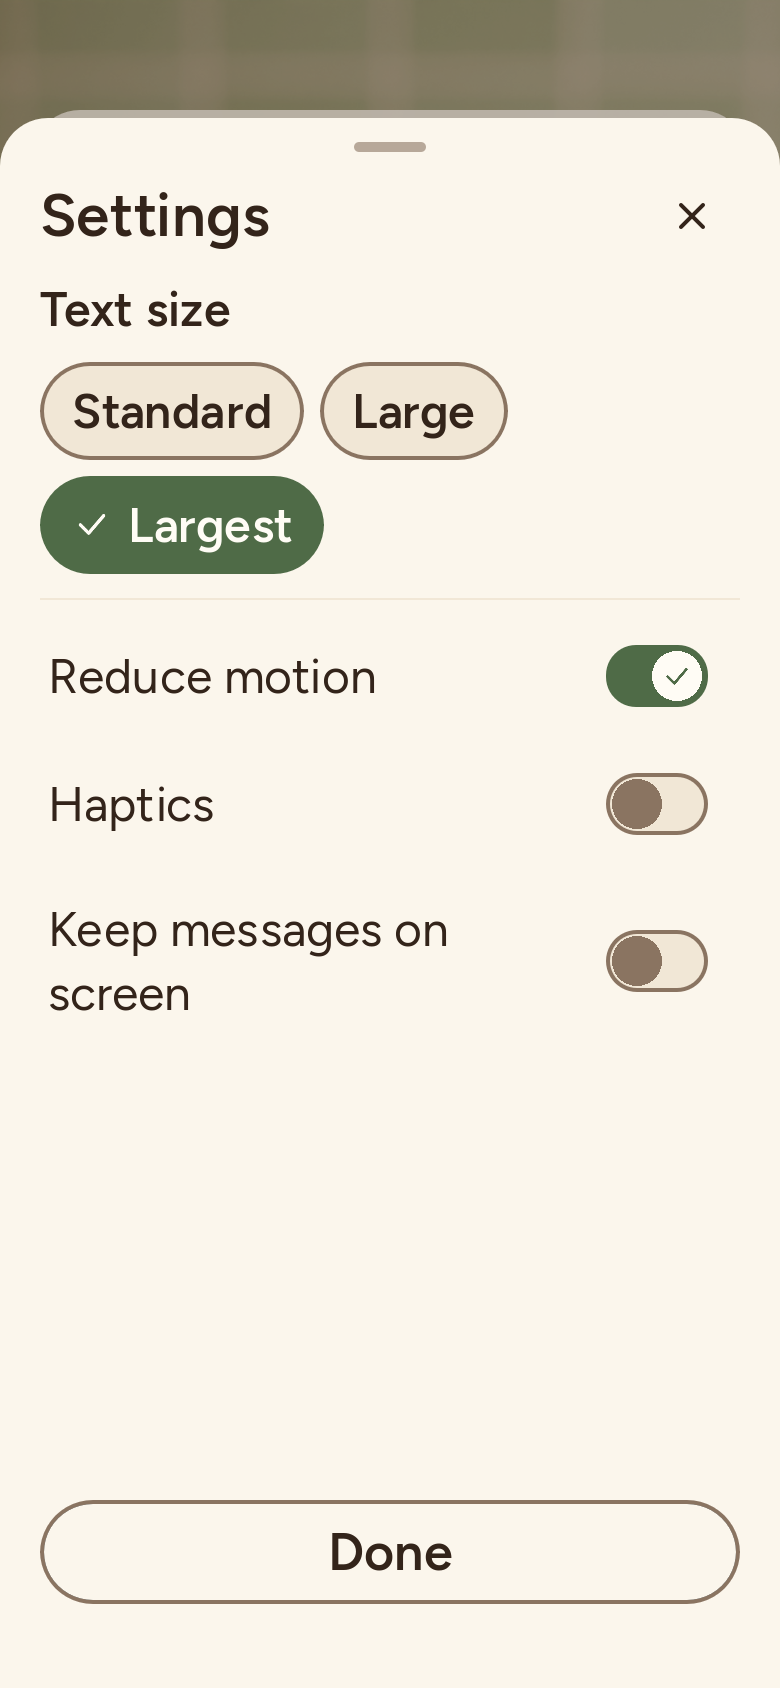 Settings
Text size
Standard
Large
Largest
Reduce motion
Haptics
Keep messages on
screen
Done